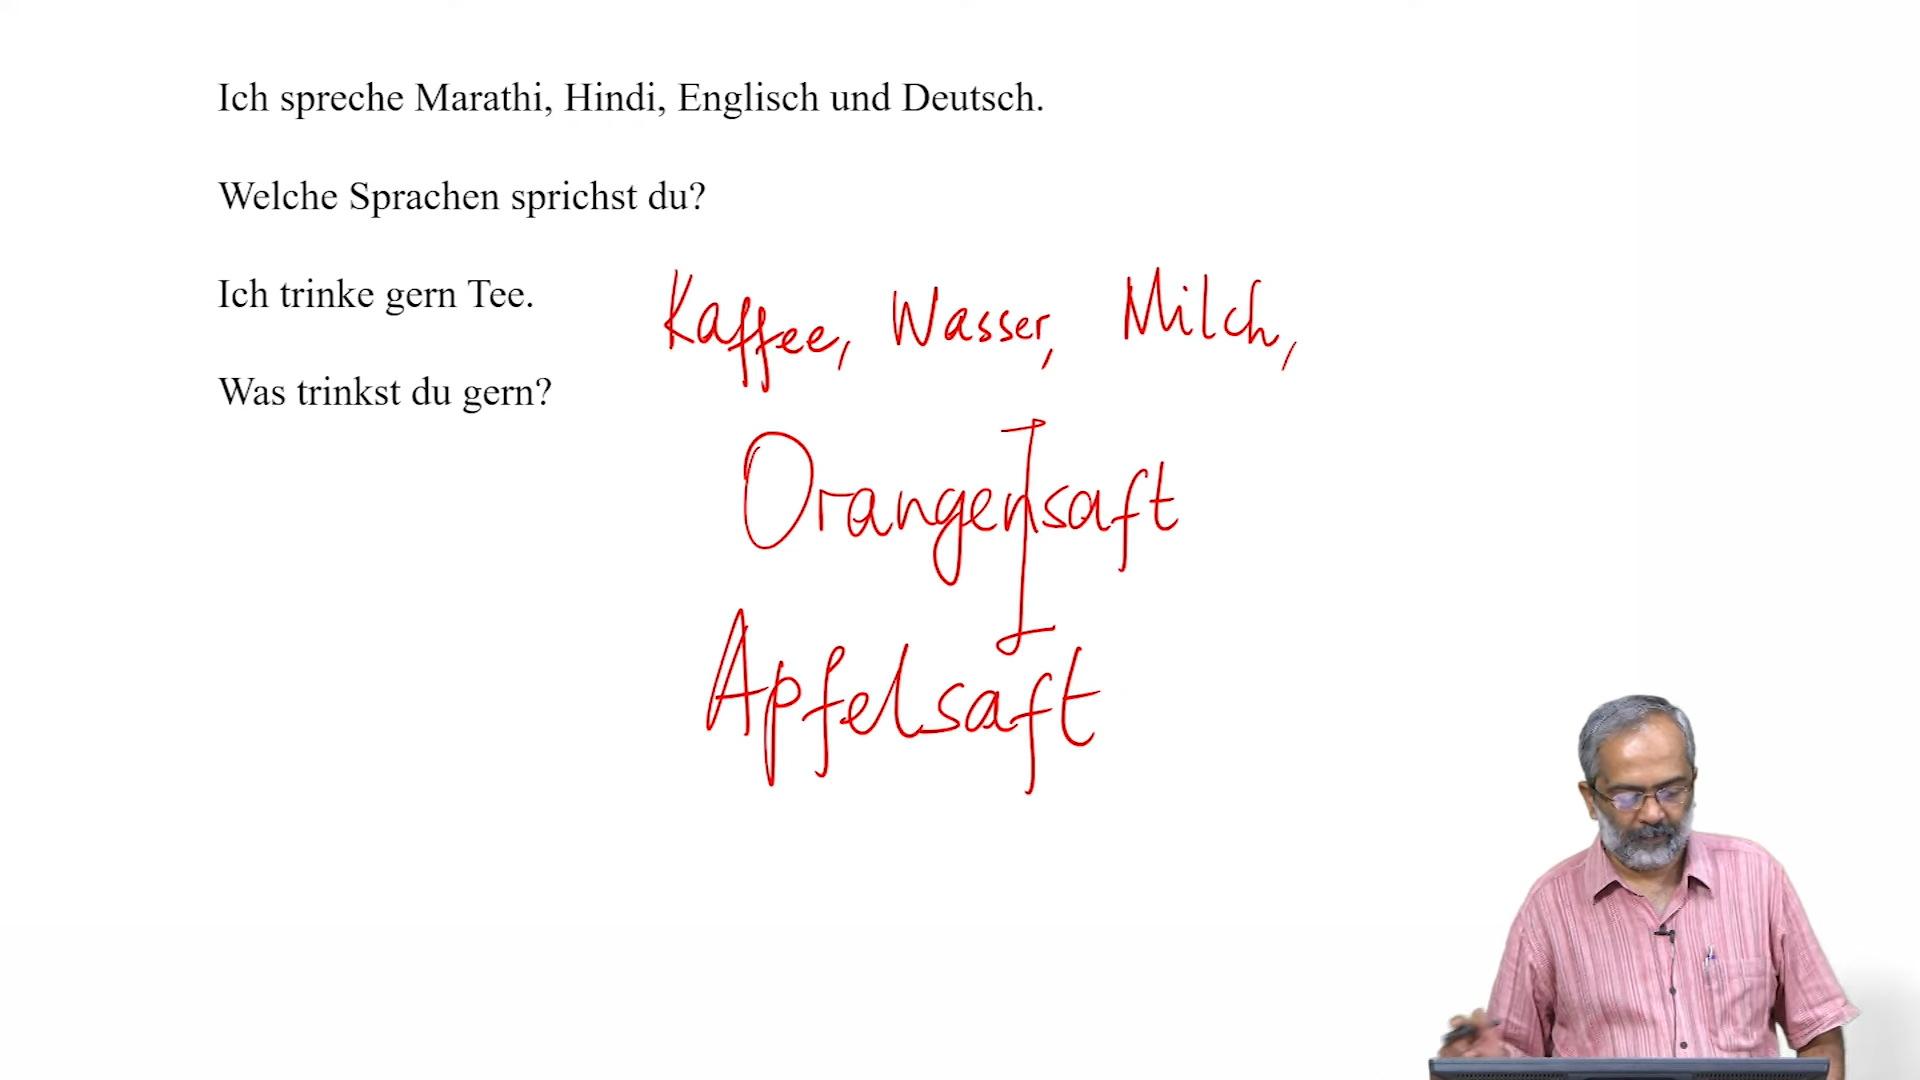 Ich spreche Marathi, Hindi, Englisch und Deutsch.
Welche Sprachen sprichst du?
Ich trinke gern Tee.
Kaffee, Wasser, Milch,
Was trinkst du gern?
Orangensaft
Apfelsaft